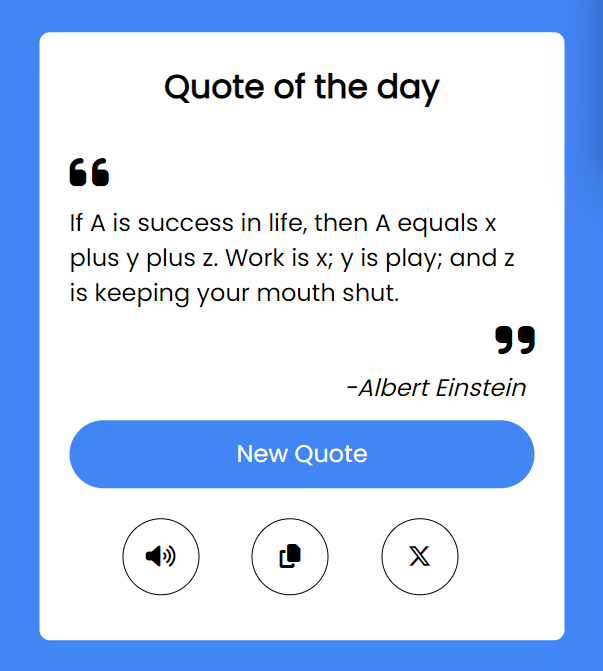 Quote of the day
“
If A is success in life, then A equals x
plus y plus z. Work is x; y is play; and z
is keeping your mouth shut.
”
-Albert Einstein
New Quote